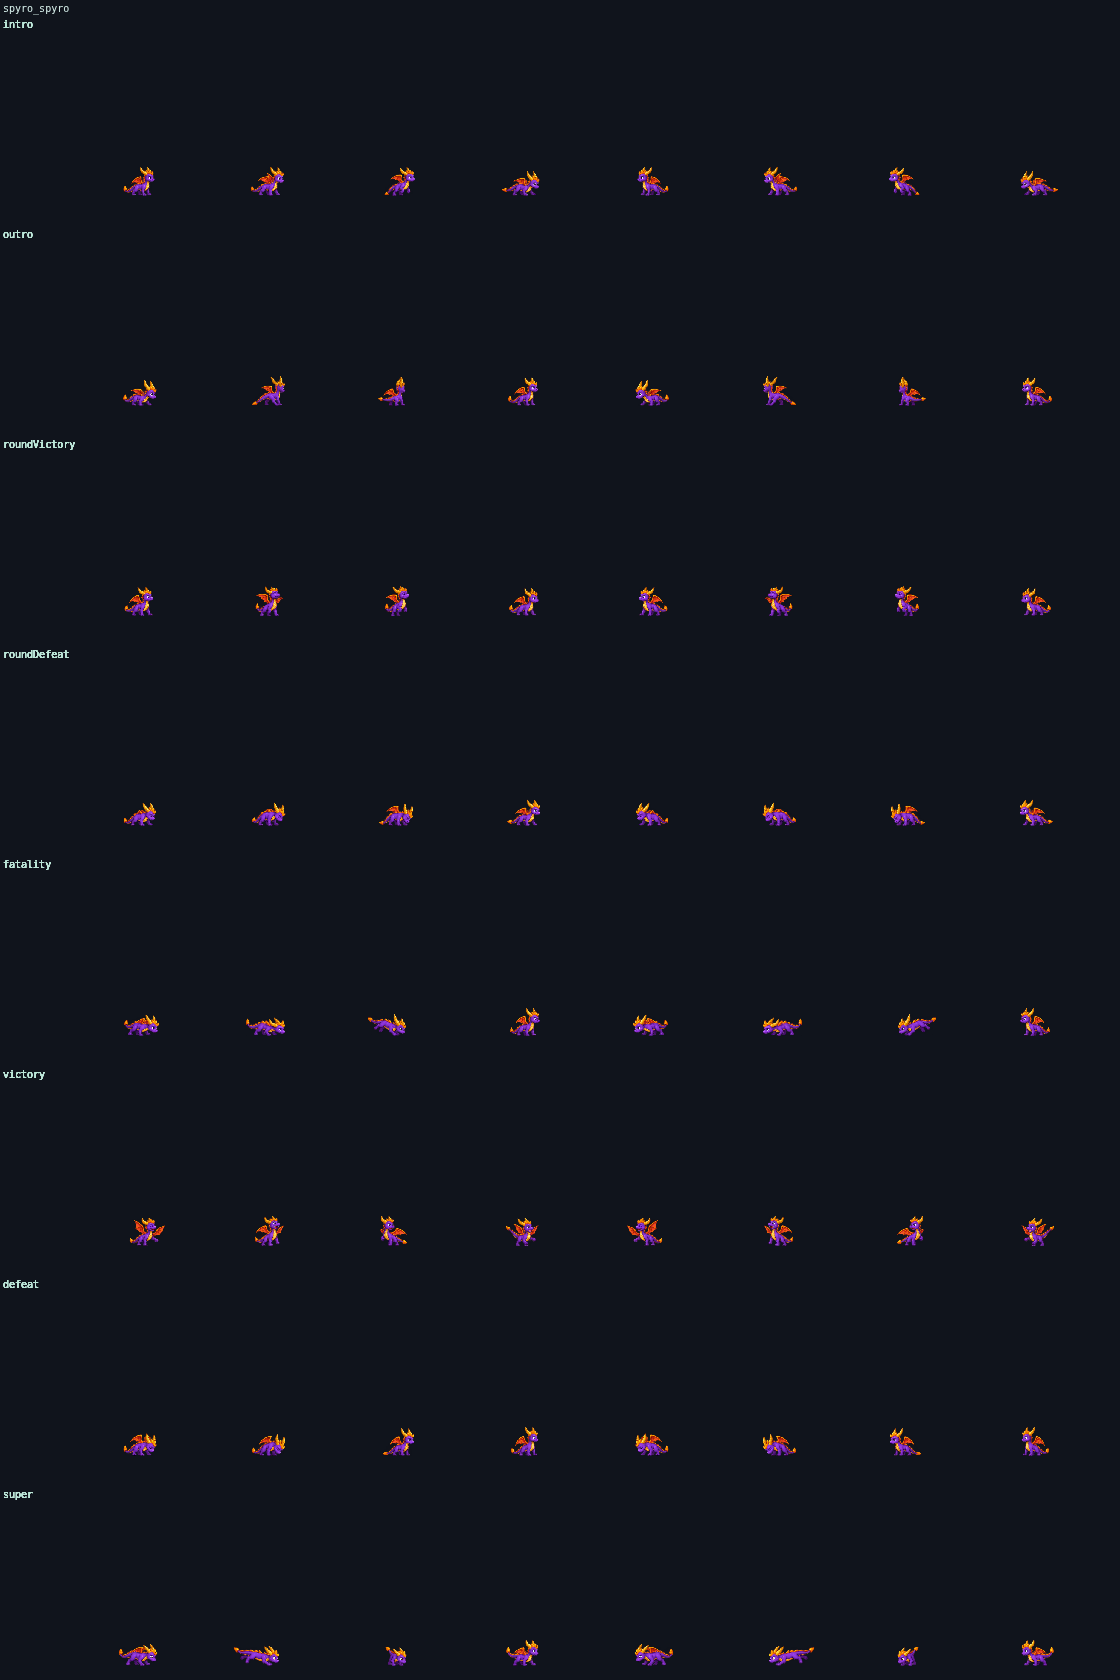 spyro_spyro
intro
outro
roundVictory
roundDefeat
fatality
victory
defeat
super